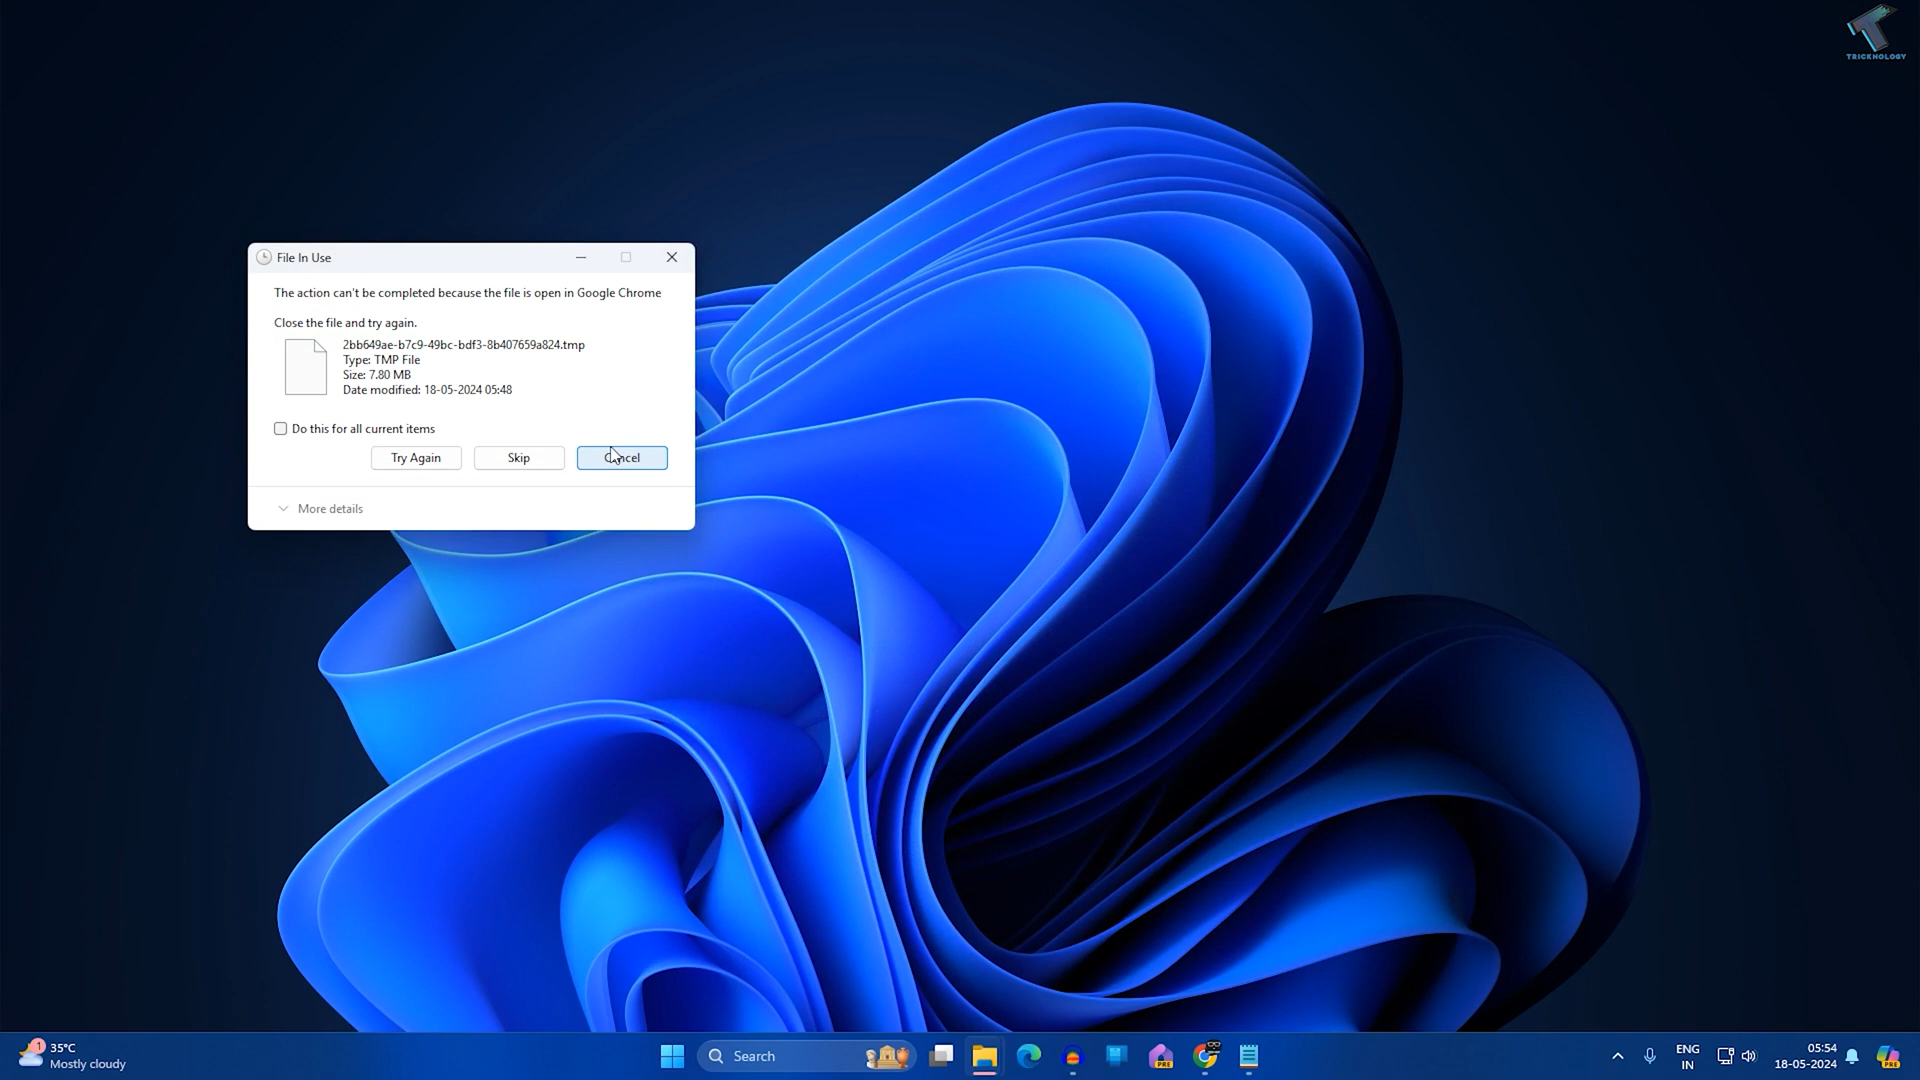 TRICKNOLOGY
File In Use
The action can't be completed because the file is open in Google Chrome
Close the file and try again.
2bb649ae-b7c9-49bc-bdf3-8b407659a824.tmp
Type: TMP File
Size: 7.80 MB
Date modified: 18-05-2024 05:48
Do this for all current items
Try Again
Skip
Cancel
More details
1
35°C
Mostly cloudy
Search
PRE
ENG
IN
05:54
18-05-2024
PRE